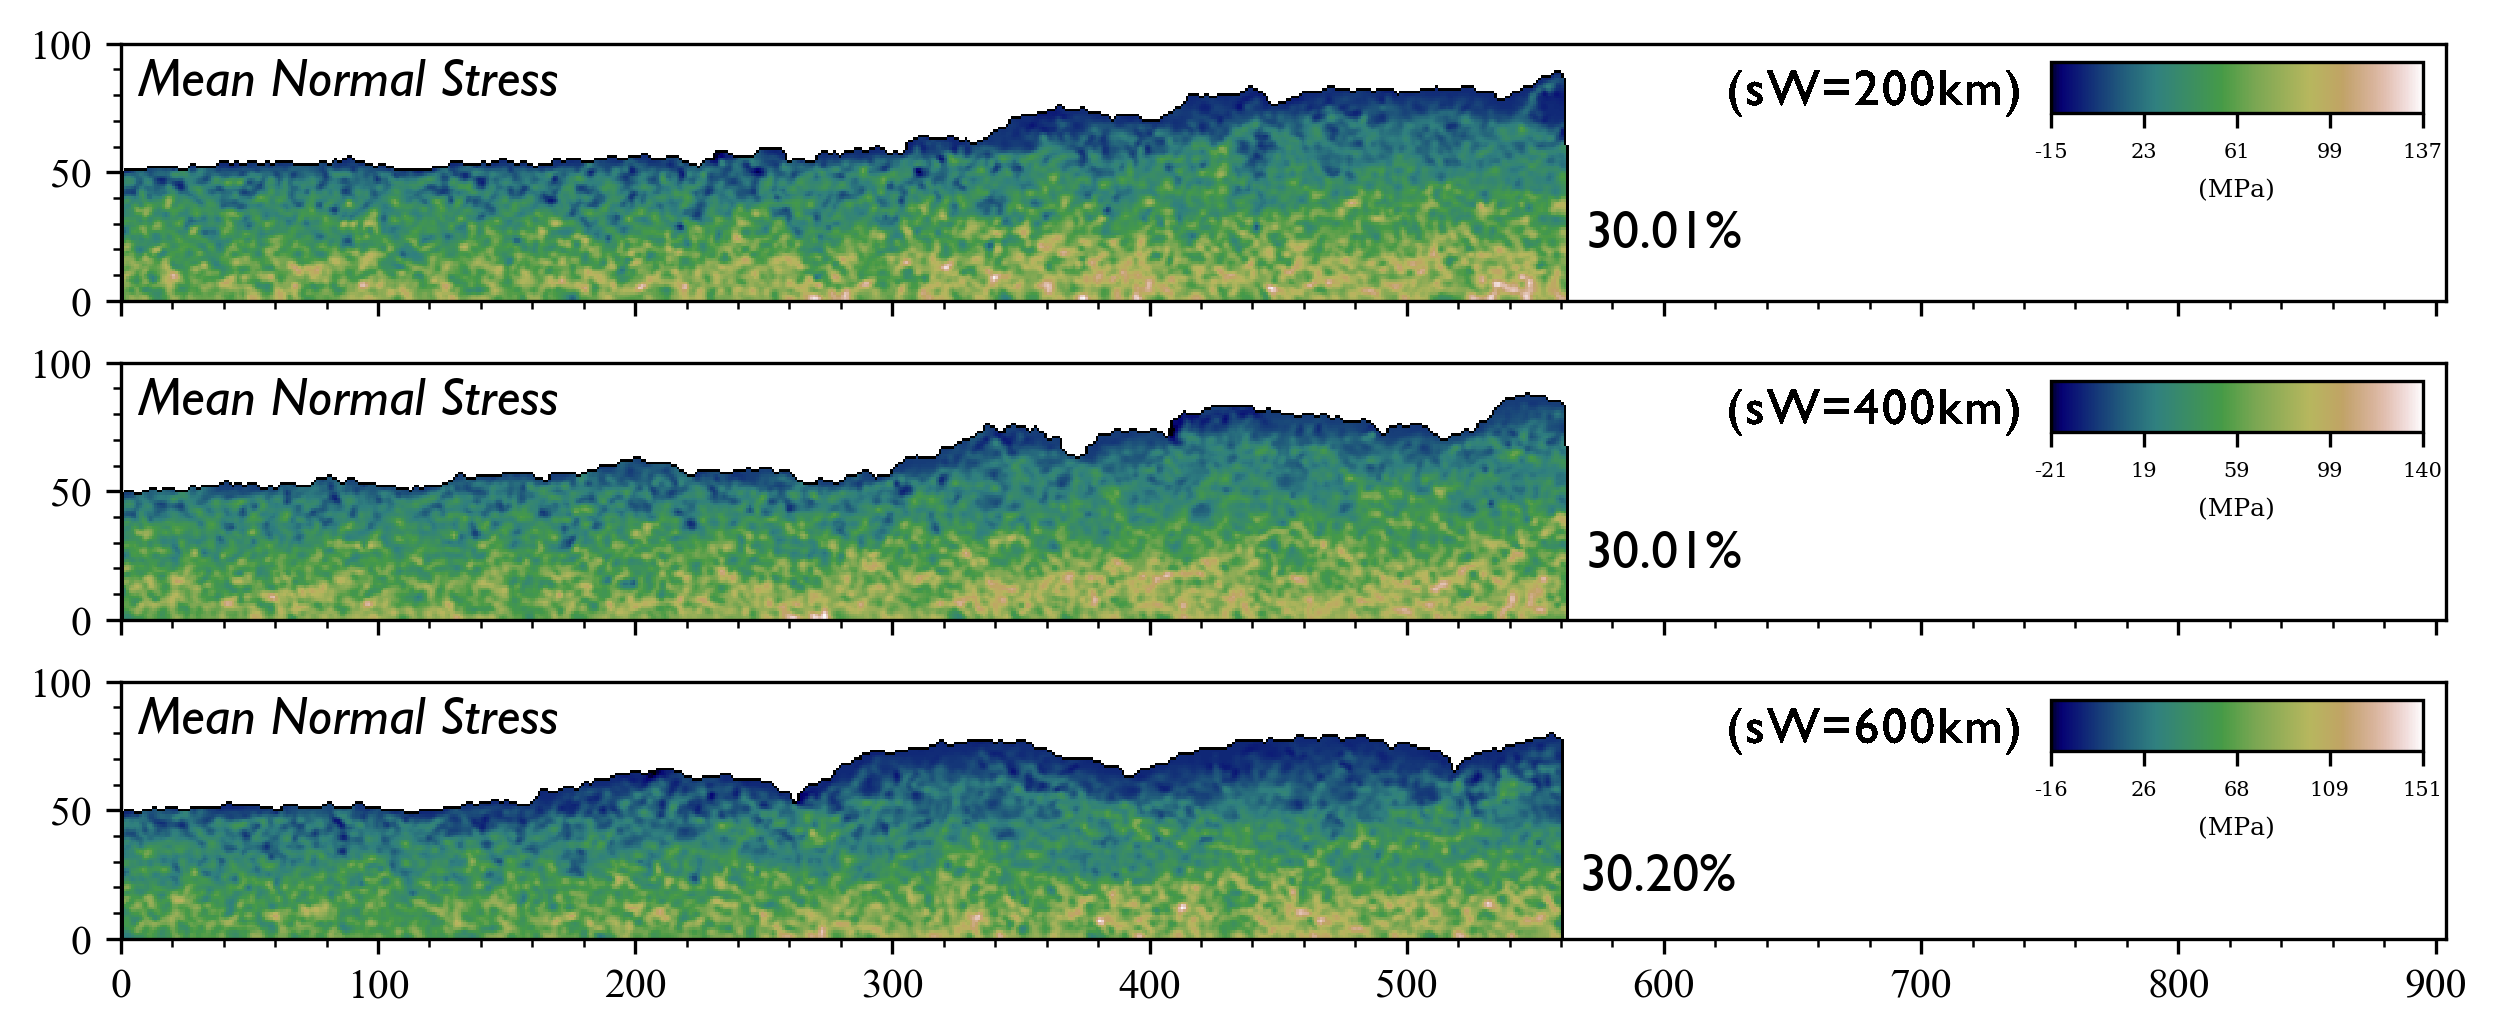 100
Mean Normal Stress
(sW=200km)
50
-15 23 61 99 137
(MPa)
30.01%
0
100
Mean Normal Stress
(sW=400km)
50
-21 19 59 99 140
(MPa)
30.01%
0
100
Mean Normal Stress
(sW=600km)
50
-16 26 68 109 151
(MPa)
30.20%
0
0 100 200 300 400 500 600 700 800 900